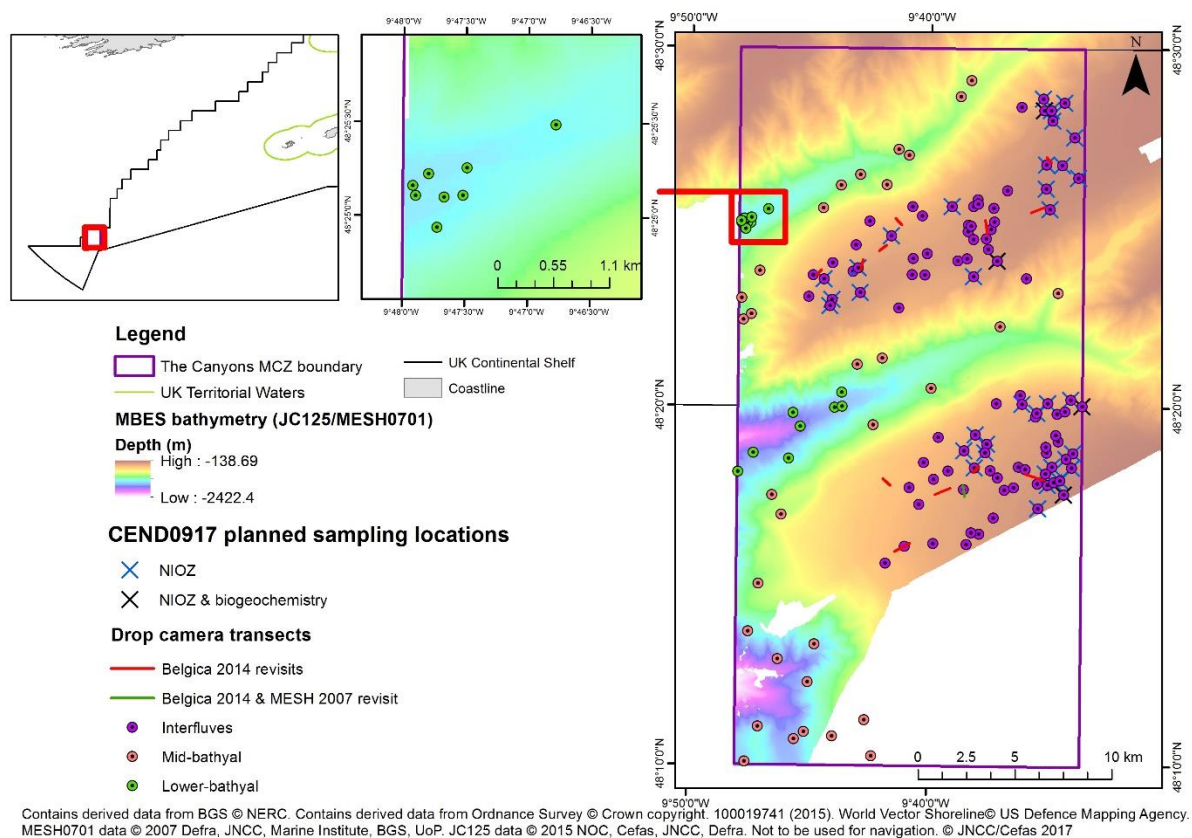 9°48'0"W 9°47'30"W 9°47'0"W 9°46'30"W
48°25'30"N
48°25'0"N
48°25'30"N
48°25'0"N
0 0.55 1.1 km
9°48'0"W 9°47'30"W 9°47'0"W 9°46'30"W
9°50'0"W 9°40'0"W
48°30'0"N
48°30'0"N
N
48°20'0"N
48°20'0"N
48°10'0"N
48°10'0"N
0 2.5 5 10 km
9°50'0"W 9°40'0"W
Legend
The Canyons MCZ boundary
UK Continental Shelf
UK Territorial Waters
Coastline
MBES bathymetry (JC125/MESH0701)
Depth (m)
High : -138.69
Low : -2422.4
CEND0917 planned sampling locations
NIOZ
NIOZ & biogeochemistry
Drop camera transects
Belgica 2014 revisits
Belgica 2014 & MESH 2007 revisit
Interfluves
Mid-bathyal
Lower-bathyal
Contains derived data from BGS © NERC. Contains derived data from Ordnance Survey © Crown copyright. 100019741 (2015). World Vector Shoreline© US Defence Mapping Agency.
MESH0701 data © 2007 Defra, JNCC, Marine Institute, BGS, UoP. JC125 data © 2015 NOC, Cefas, JNCC, Defra. Not to be used for navigation. © JNCC/Cefas 2017